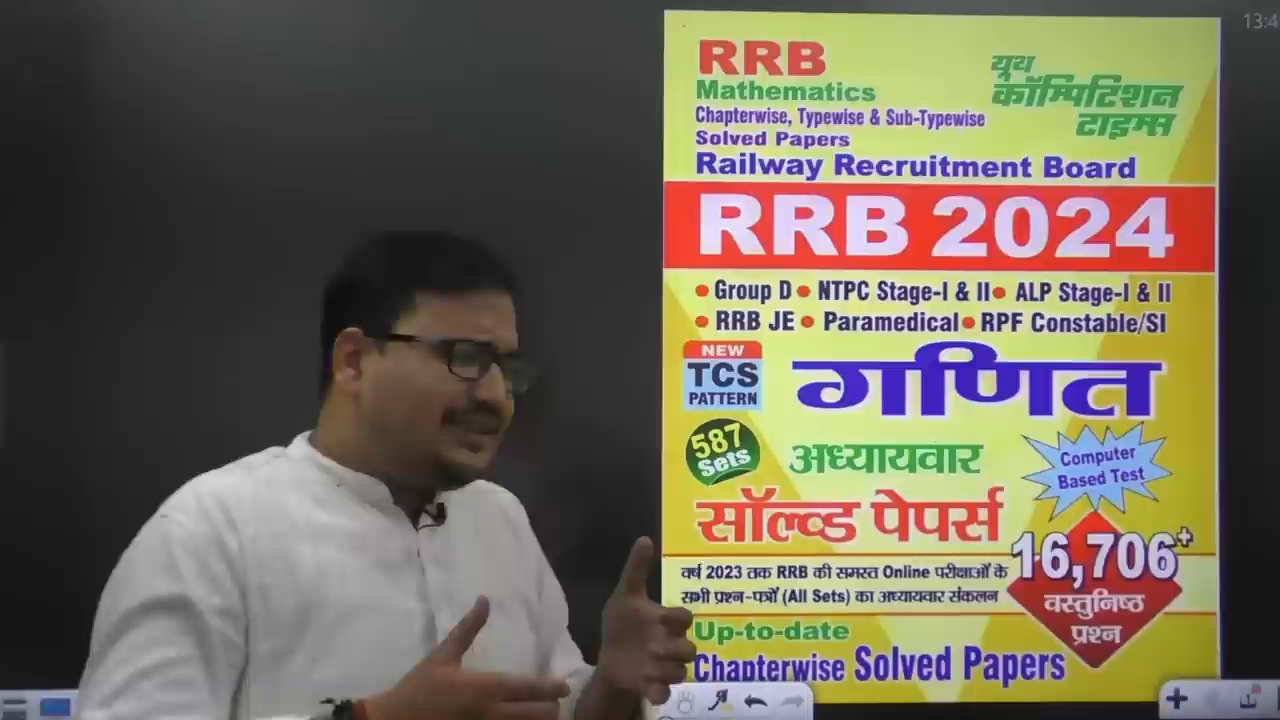 13:4
RRB
Mathematics
Chapterwise, Typewise & Sub-Typewise
Solved Papers
Railway Recruitment Board
यूथ
कॉम्पिटिशन
टाइम्स
RRB 2024
• Group D • NTPC Stage-I & II • ALP Stage-I & II
• RRB JE • Paramedical • RPF Constable/SI
NEW
TCS
PATTERN
गणित
587
Sets
अध्यायवार
Computer
Based Test
सॉल्व्ड पेपर्स
16,706+
वस्तुनिष्ठ
प्रश्न
वर्ष 2023 तक RRB की समस्त Online परीक्षाओं के
सभी प्रश्न-पत्रों (All Sets) का अध्यायवार संकलन
Up-to-date
Chapterwise Solved Papers